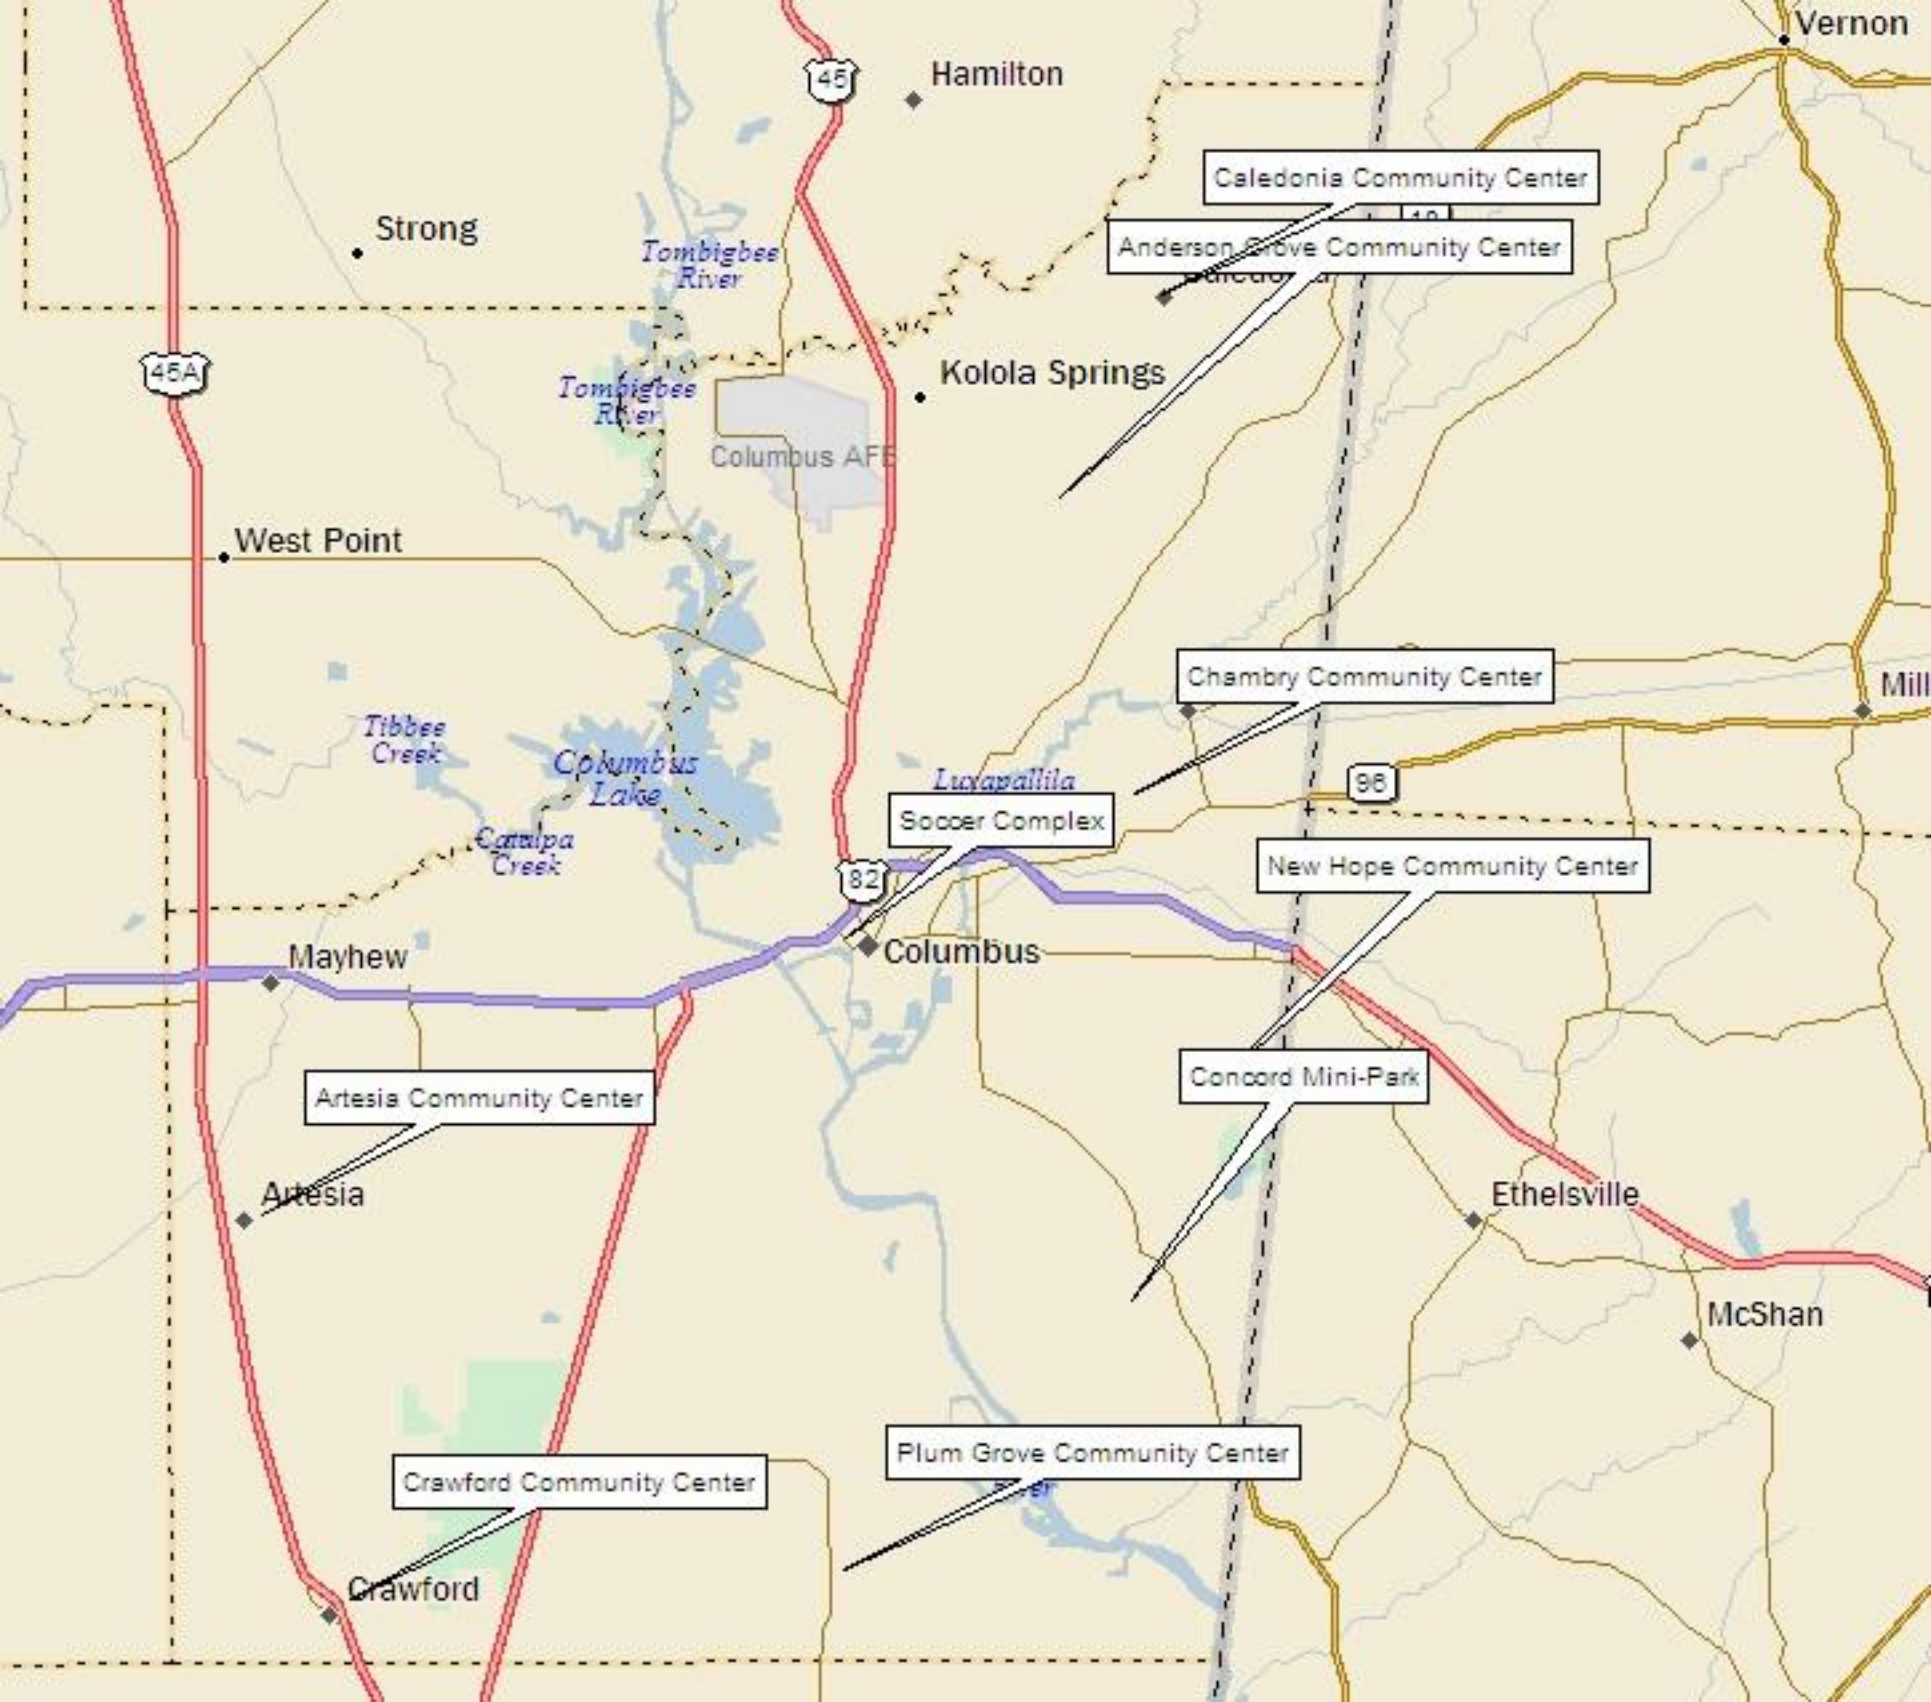 Vernon
45
Hamilton
Caledonia Community Center
Strong
Anderson Grove Community Center
Tombigbee
River
45A
Kolola Springs
Tombigbee
River
Columbus AFB
West Point
Chambry Community Center
Mill
Tibbee
Creek
Columbus
Lake
Luxapallila
96
Soccer Complex
Catalpa
Creek
New Hope Community Center
82
Mayhew
Columbus
Concord Mini-Park
Artesia Community Center
Artesia
Ethelsville
McShan
Plum Grove Community Center
Crawford Community Center
River
Crawford